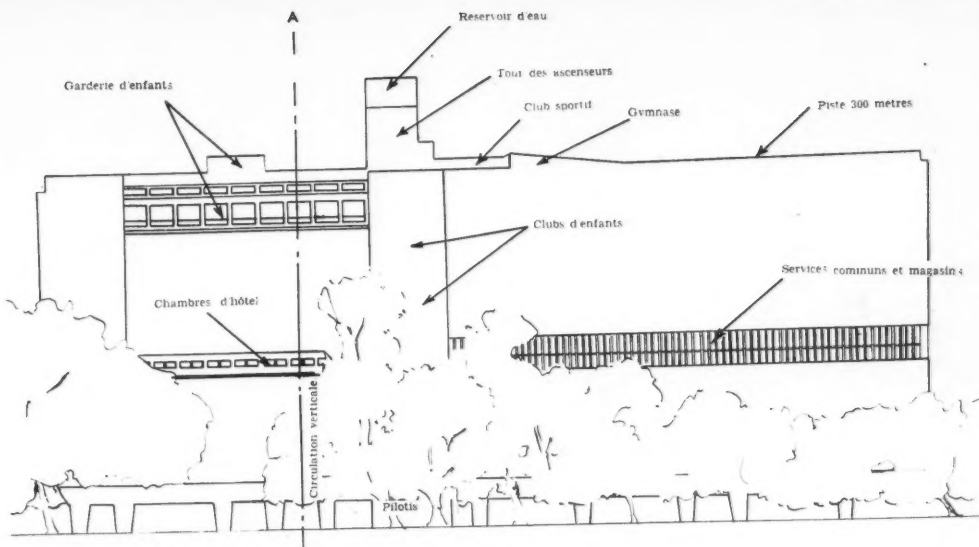 A
Reservoir d'eau
Tour des ascenseurs
Garderie d'enfants
Club sportif
Gymnase
Piste 300 metres
Clubs d'enfants
Services communs et magasins
Chambres d'hôtel
Circulation verticale
Pilotis